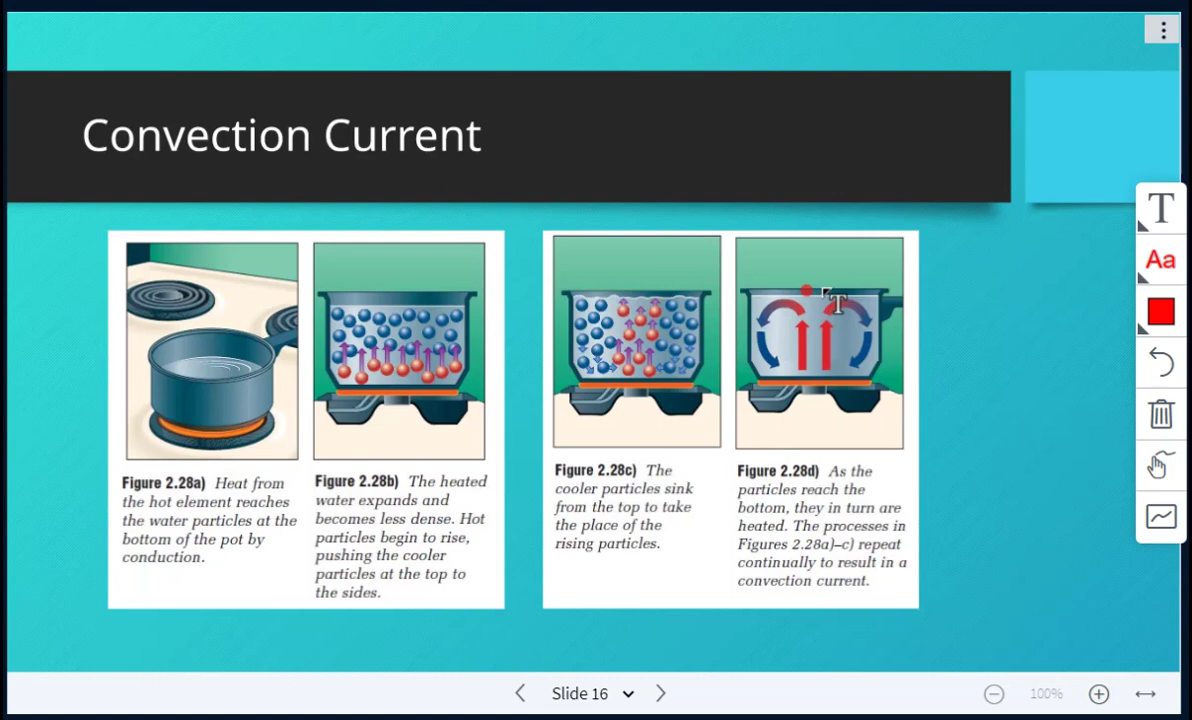 Convection Current
Figure 2.28a) Heat from
the hot element reaches
the water particles at the
bottom of the pot by
conduction.
Figure 2.28b) The heated
water expands and
becomes less dense. Hot
particles begin to rise,
pushing the cooler
particles at the top to
the sides.
Figure 2.28c) The
cooler particles sink
from the top to take
the place of the
rising particles.
Figure 2.28d) As the
particles reach the
bottom, they in turn are
heated. The processes in
Figures 2.28a)–c) repeat
continually to result in a
convection current.
T
Aa
Slide 16
100%